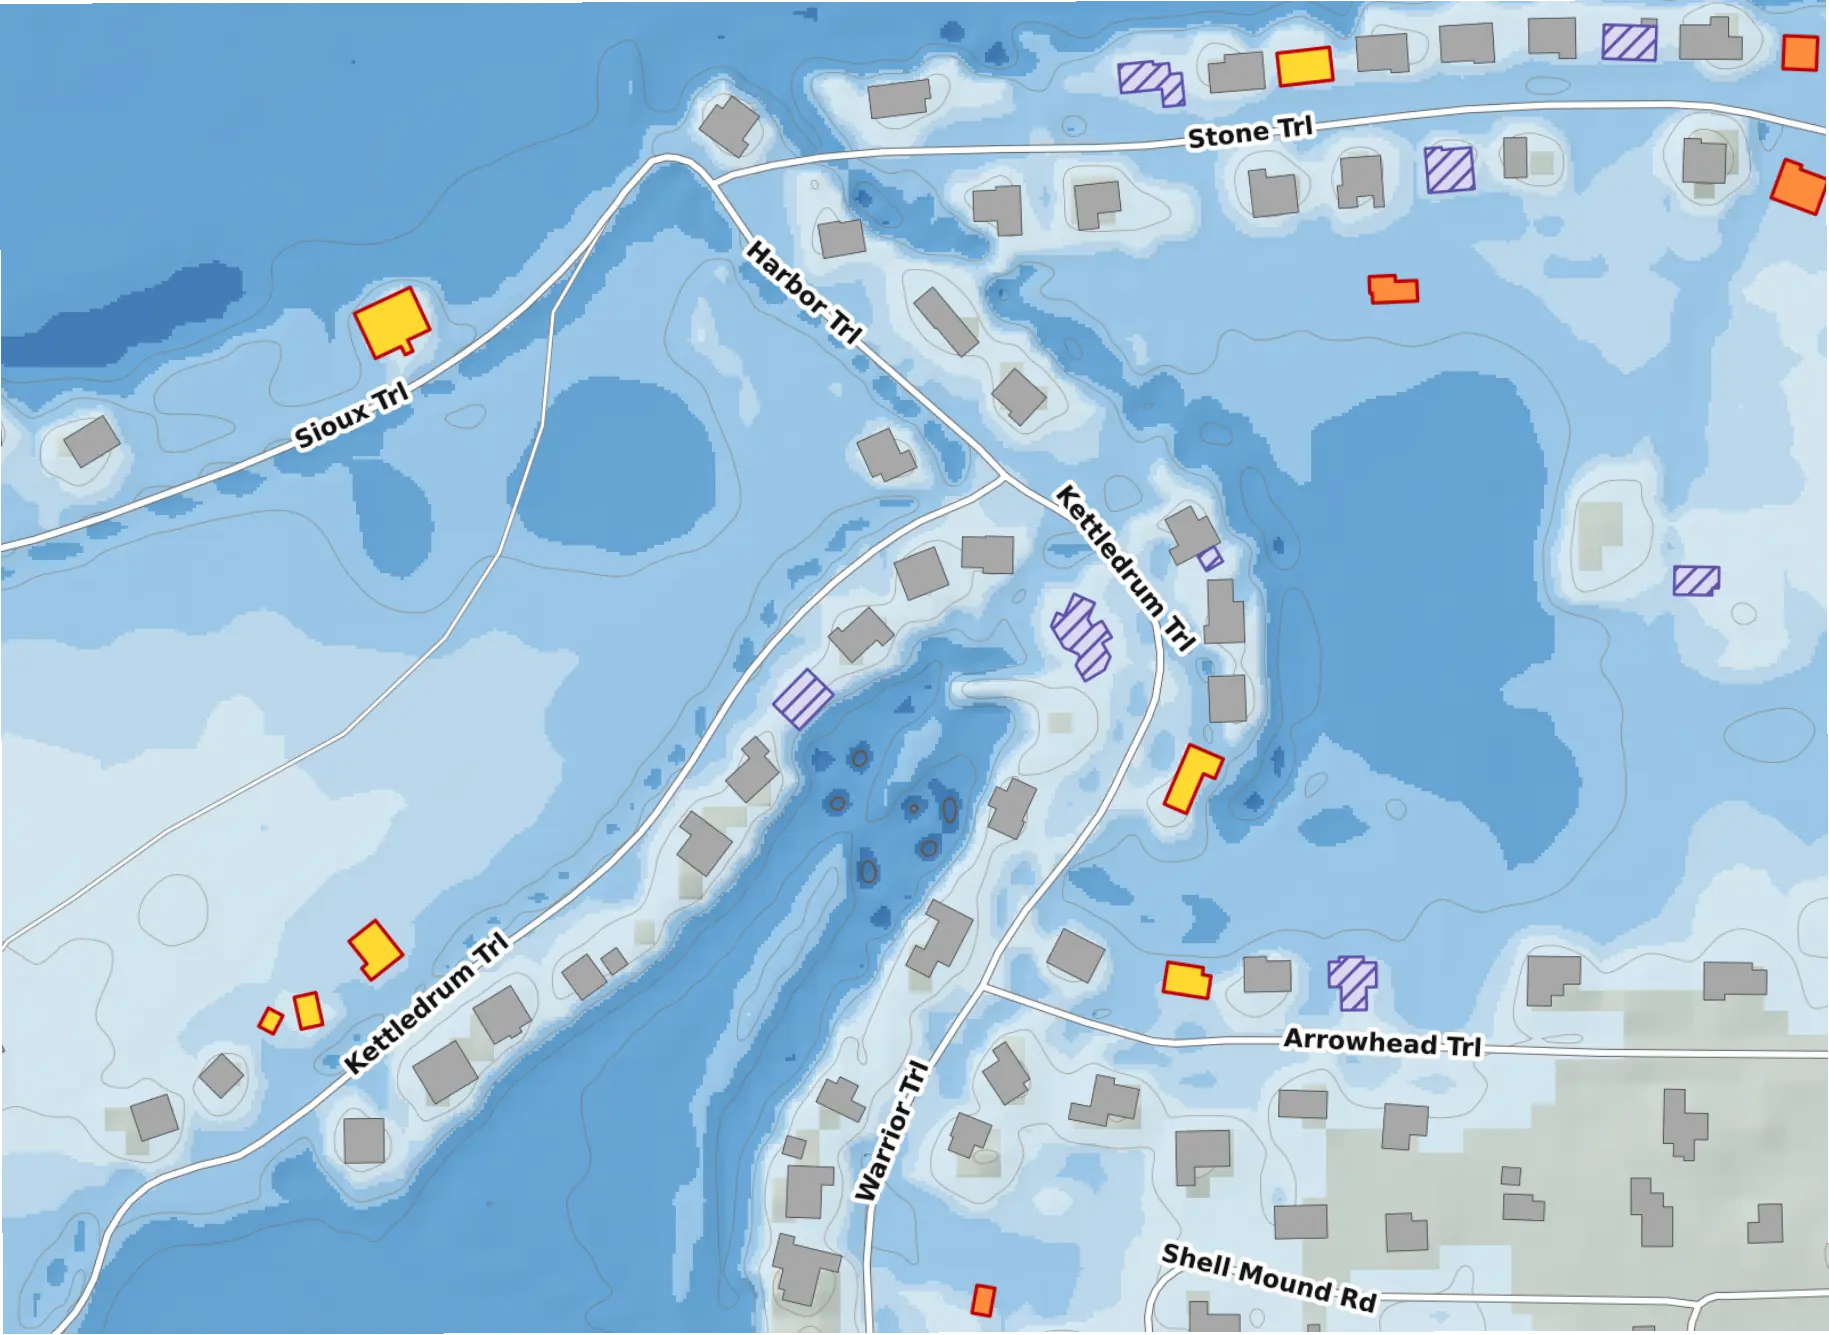 Stone Trl
Harbor Trl
Sioux Trl
Kettledrum Trl
Kettledrum Trl
Arrowhead Trl
Warrior Trl
Shell Mound Rd